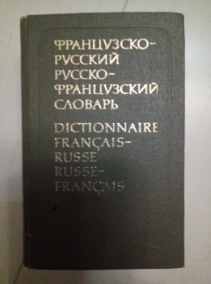 ФРАНЦУЗСКО-
РУССКИЙ
РУССКО-
ФРАНЦУЗСКИЙ
СЛОВАРЬ
DICTIONNAIRE
FRANÇAIS-
RUSSE
RUSSE-
FRANÇAIS